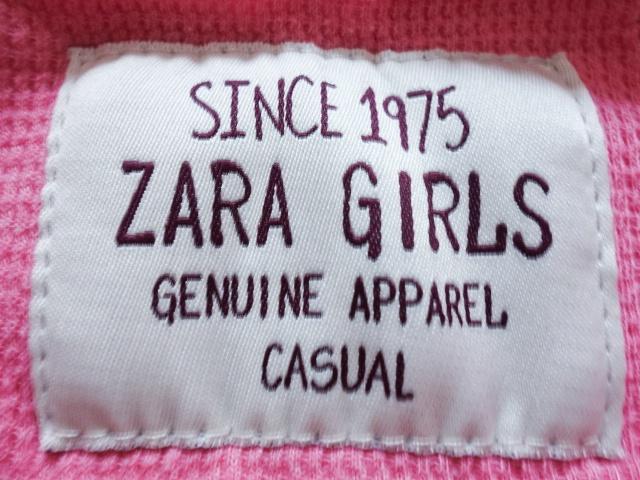 SINCE 1975
ZARA GIRLS
GENUINE APPAREL
CASUAL